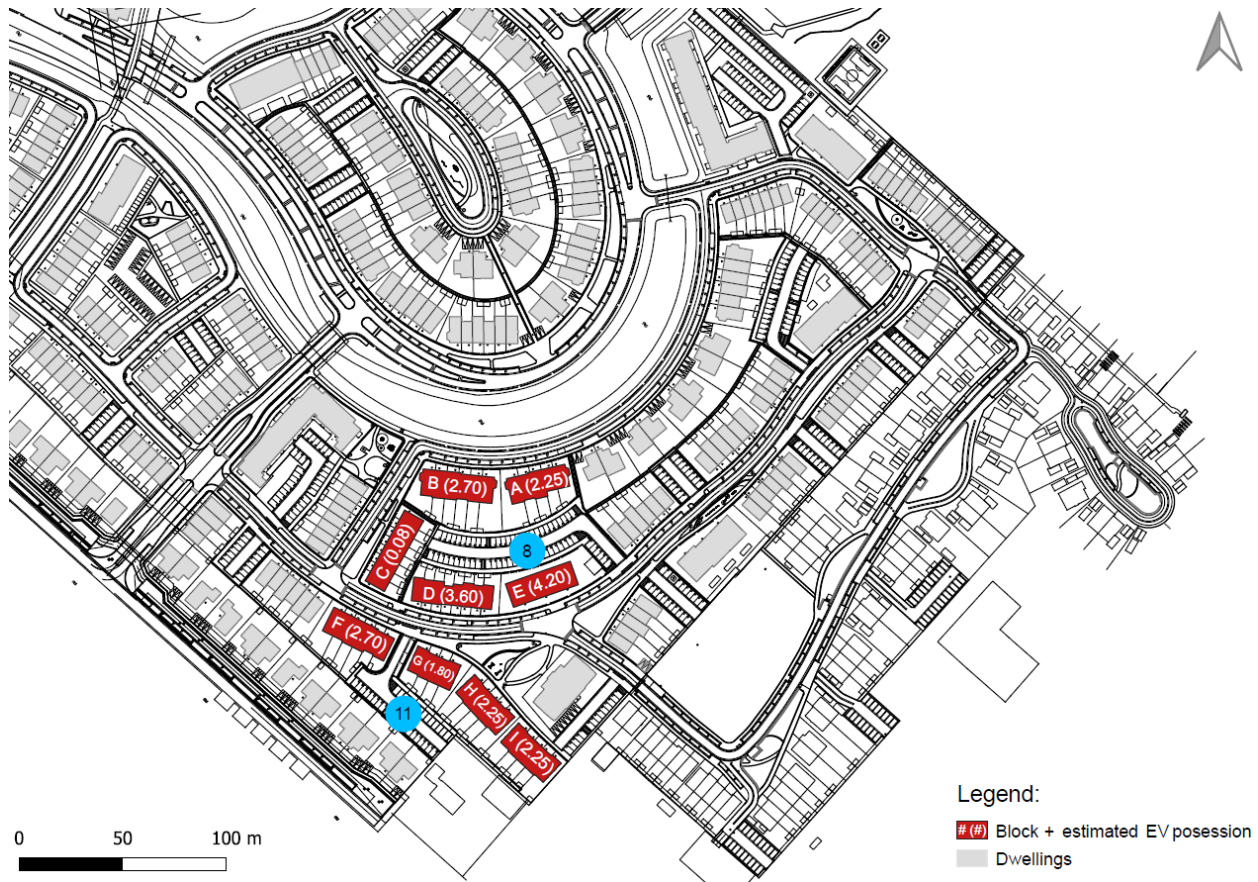 B (2.70)
A (2.25)
C (0.08)
8
D (3.60)
E (4.20)
F (2.70)
G (1.80)
H (2.25)
11
I (2.25)
Legend:
# (#) Block + estimated EV posession
Dwellings
0 50 100 m